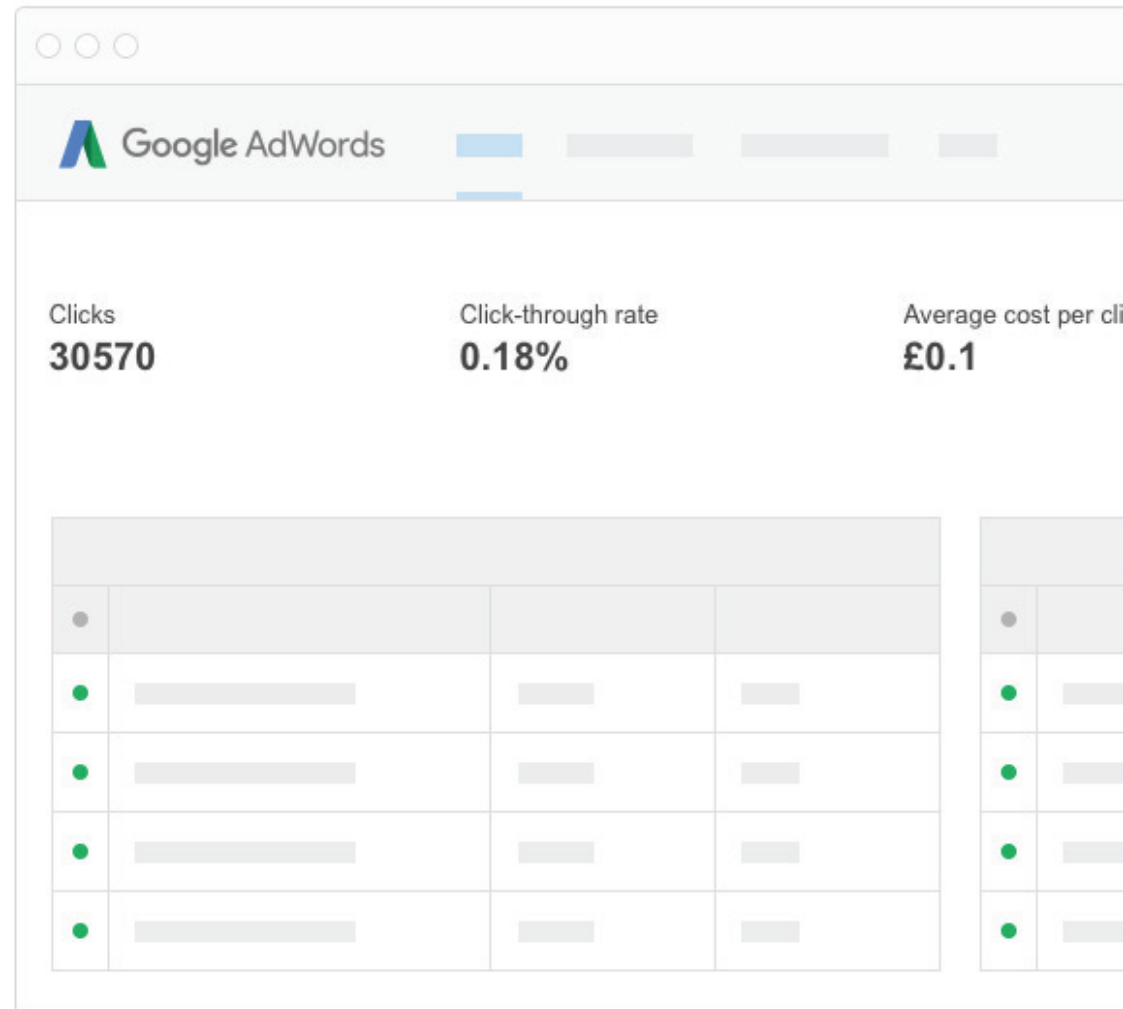 Google AdWords
Clicks
Click-through rate
Average cost per cli
30570
0.18%
£0.1